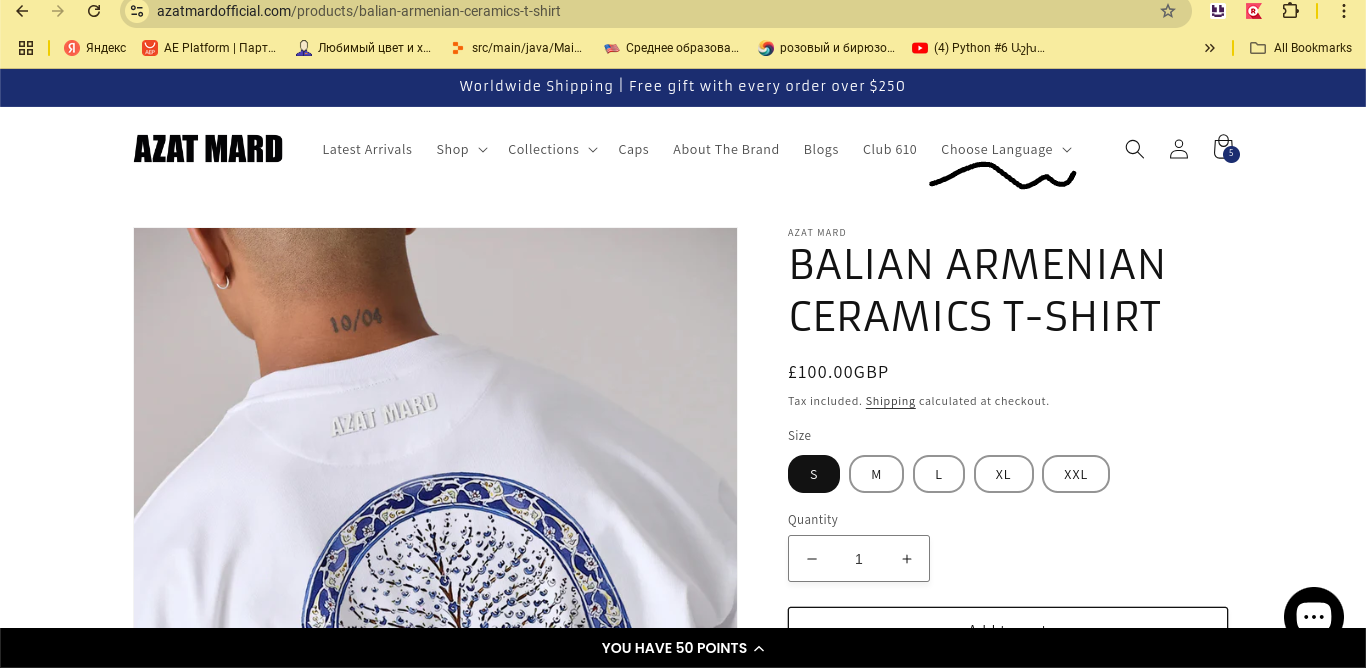 azatmardofficial.com/products/balian-armenian-ceramics-t-shirt
Яндекс
AE Platform | Парт…
Любимый цвет и х…
src/main/java/Mai…
Среднее образова…
розовый и бирюзо…
(4) Python #6 Աշխ…
All Bookmarks
Worldwide Shipping | Free gift with every order over $250
AZAT MARD
Latest Arrivals
Shop
Collections
Caps
About The Brand
Blogs
Club 610
Choose Language
5
AZAT MARD
BALIAN ARMENIAN
CERAMICS T-SHIRT
£100.00GBP
Tax included. Shipping calculated at checkout.
Size
S
M
L
XL
XXL
Quantity
1
10/06
AZAT MARD
YOU HAVE 50 POINTS